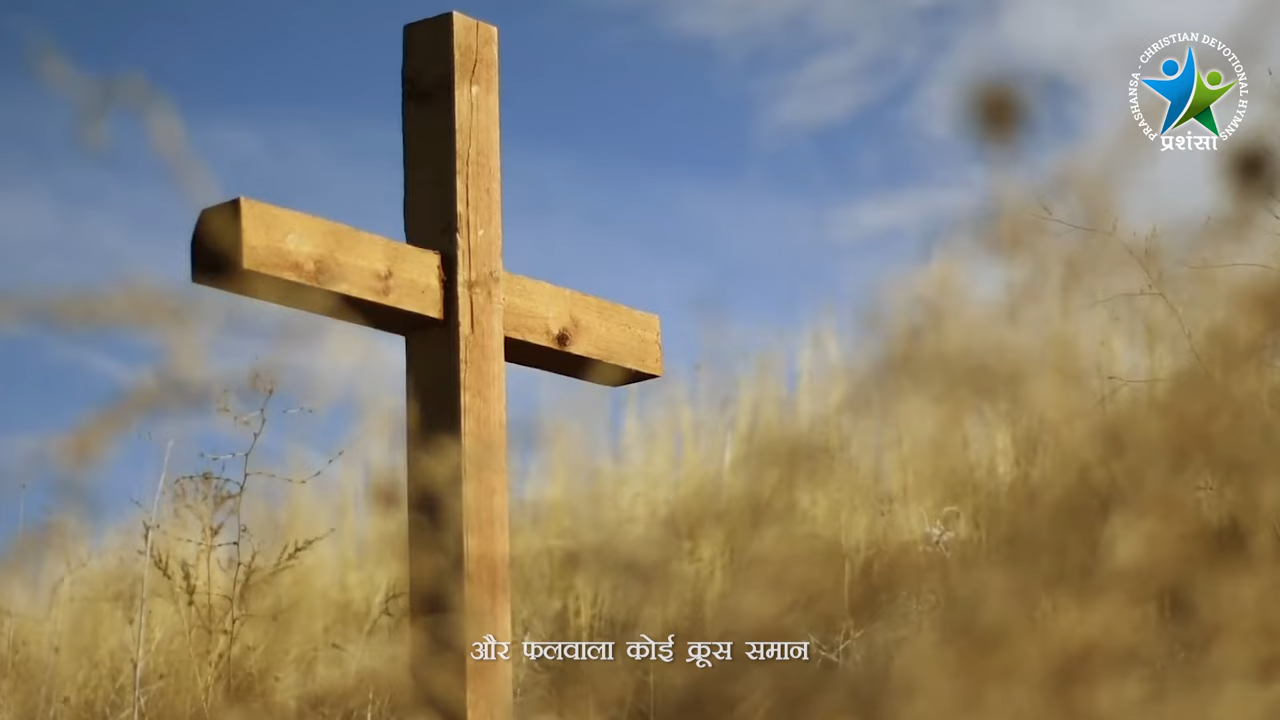 PRASHANSA - CHRISTIAN DEVOTIONAL HYMNS
प्रशंसा
और फलवाला कोई क्रूस समान